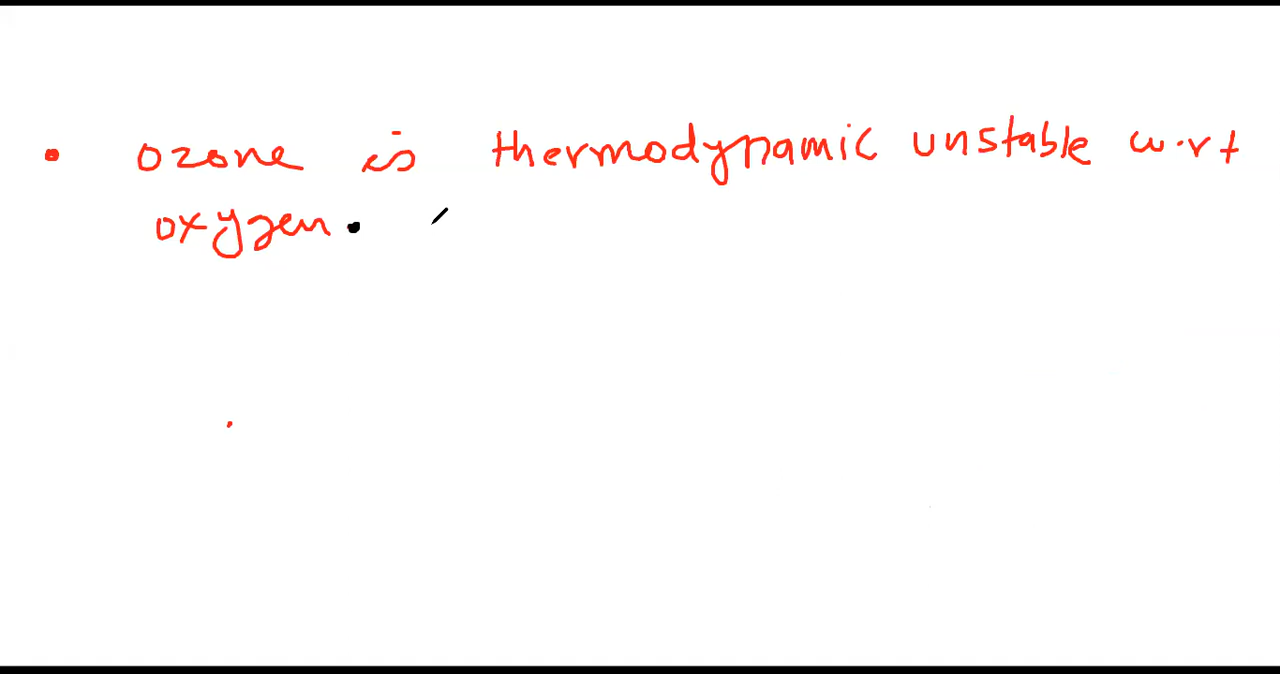 • ozone is thermodynamic unstable w.r.t
oxygen.